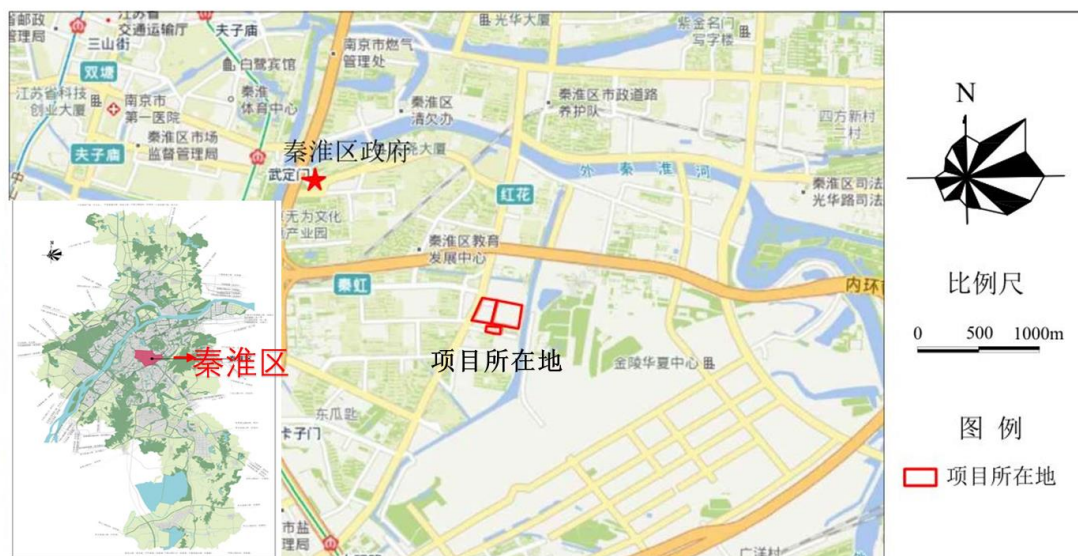 江苏省
交通运输厅
省邮政
管理局
三山街
夫子庙
双塘
白鹭宾馆
江苏省科技
创业大厦
南京市
第一医院
秦淮
体育中心
秦淮区市场
监督管理局
夫子庙
南京市燃气
管理处
光华大厦
紫金名门
写字楼
秦淮区
清欠办
秦淮区市政道路
养护队
四方新村
二村
秦淮区政府
武定门
外秦淮河
红花
秦淮区司法
光华路司法
无为文化
产业园
秦淮区教育
发展中心
秦虹
内环南
项目所在地
金陵华夏中心
东瓜匙
卡子门
市盐
管理局
广洋村
秦淮区
N
比例尺
0 500 1000m
图 例
项目所在地